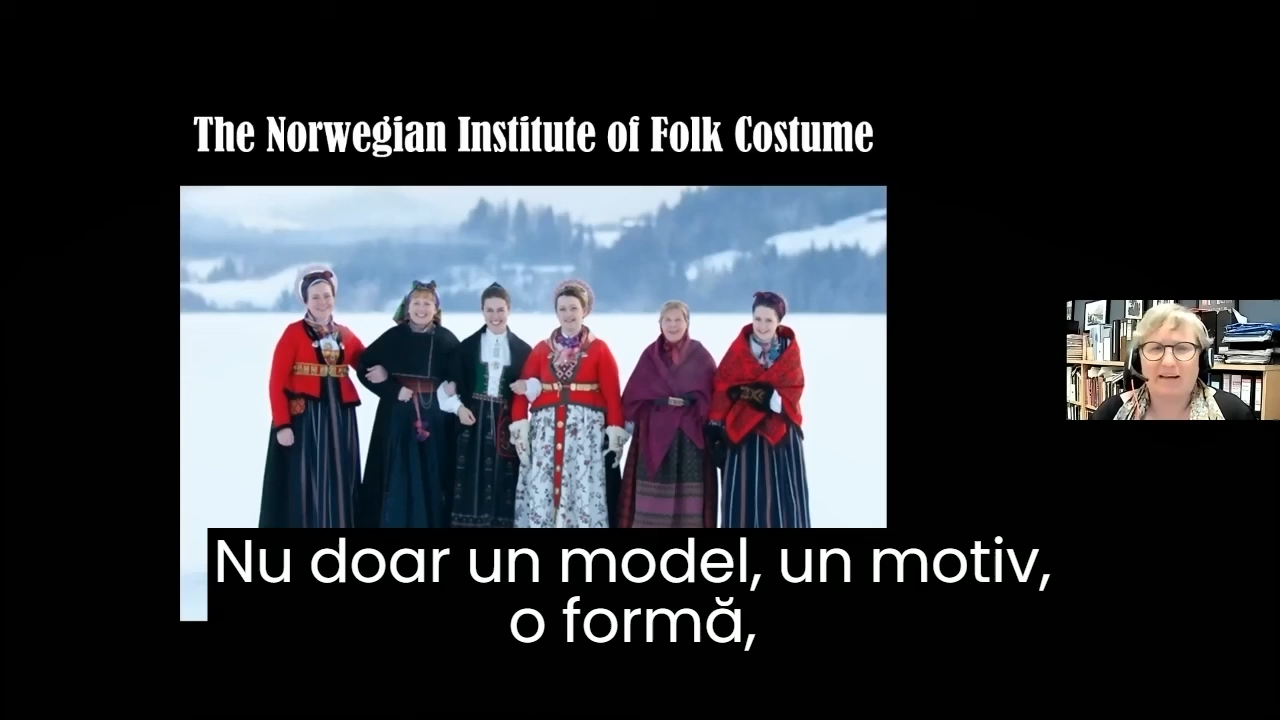 The Norwegian Institute of Folk Costume
Nu doar un model, un motiv,
o formă,